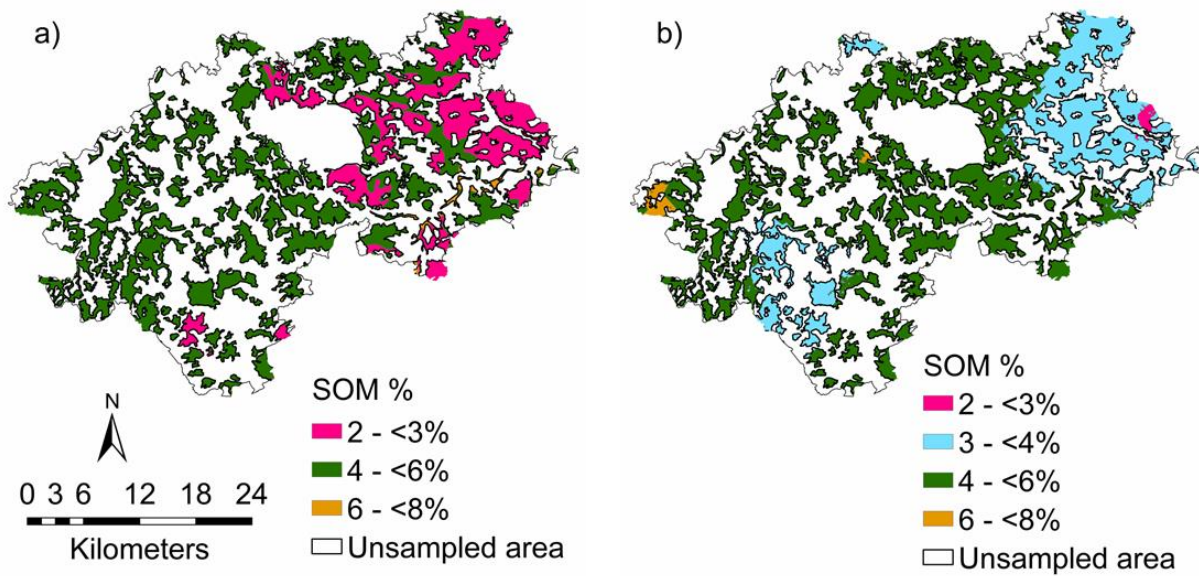 a)
SOM %
2 - <3%
4 - <6%
6 - <8%
Unsampled area
N
0 3 6 12 18 24
Kilometers
b)
SOM %
2 - <3%
3 - <4%
4 - <6%
6 - <8%
Unsampled area